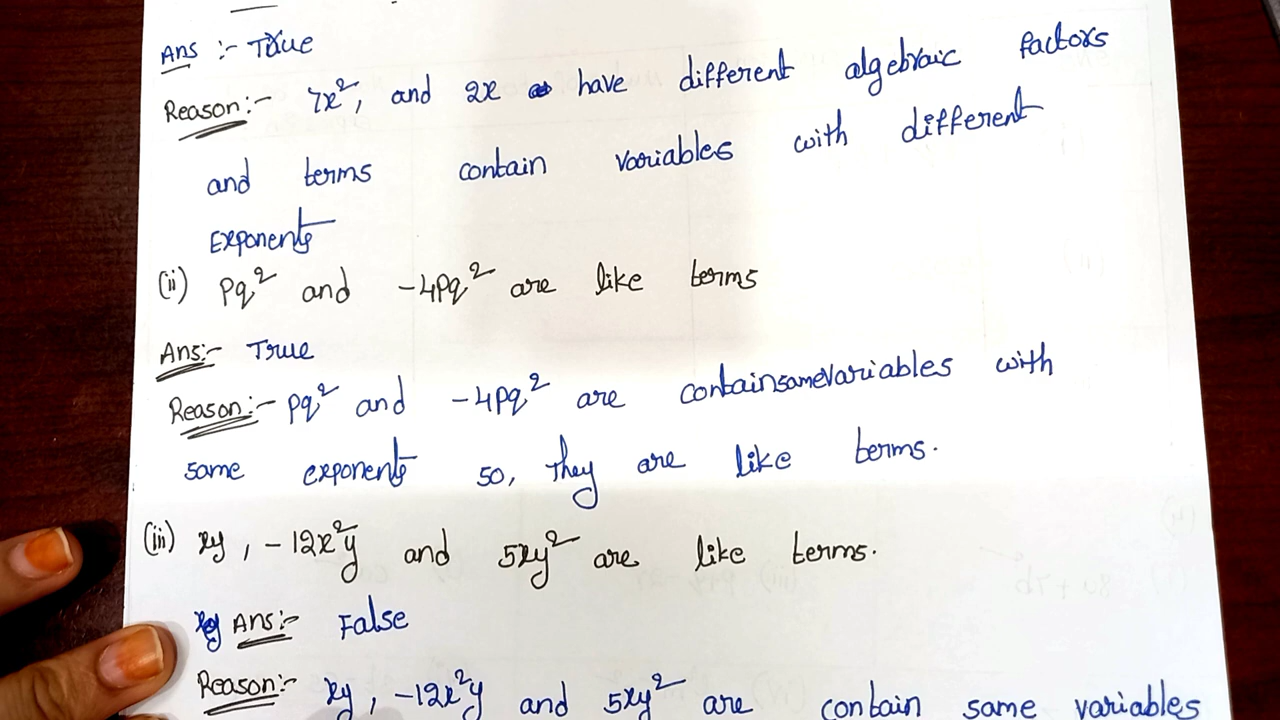 Ans :- True
Reason:- 7x², and 2x have different algebraic factors
and terms contain variables with different
Exponents
(ii) pq² and -4pq² are like terms
Ans:- True
Reason:- pq² and -4pq² are containsamevariables with
same exponents so, they are like terms.
(iii) xy, -12x²y and 5xy² are like terms.
Ans:- False
Reason:- xy, -12x²y and 5xy² are contain same variables